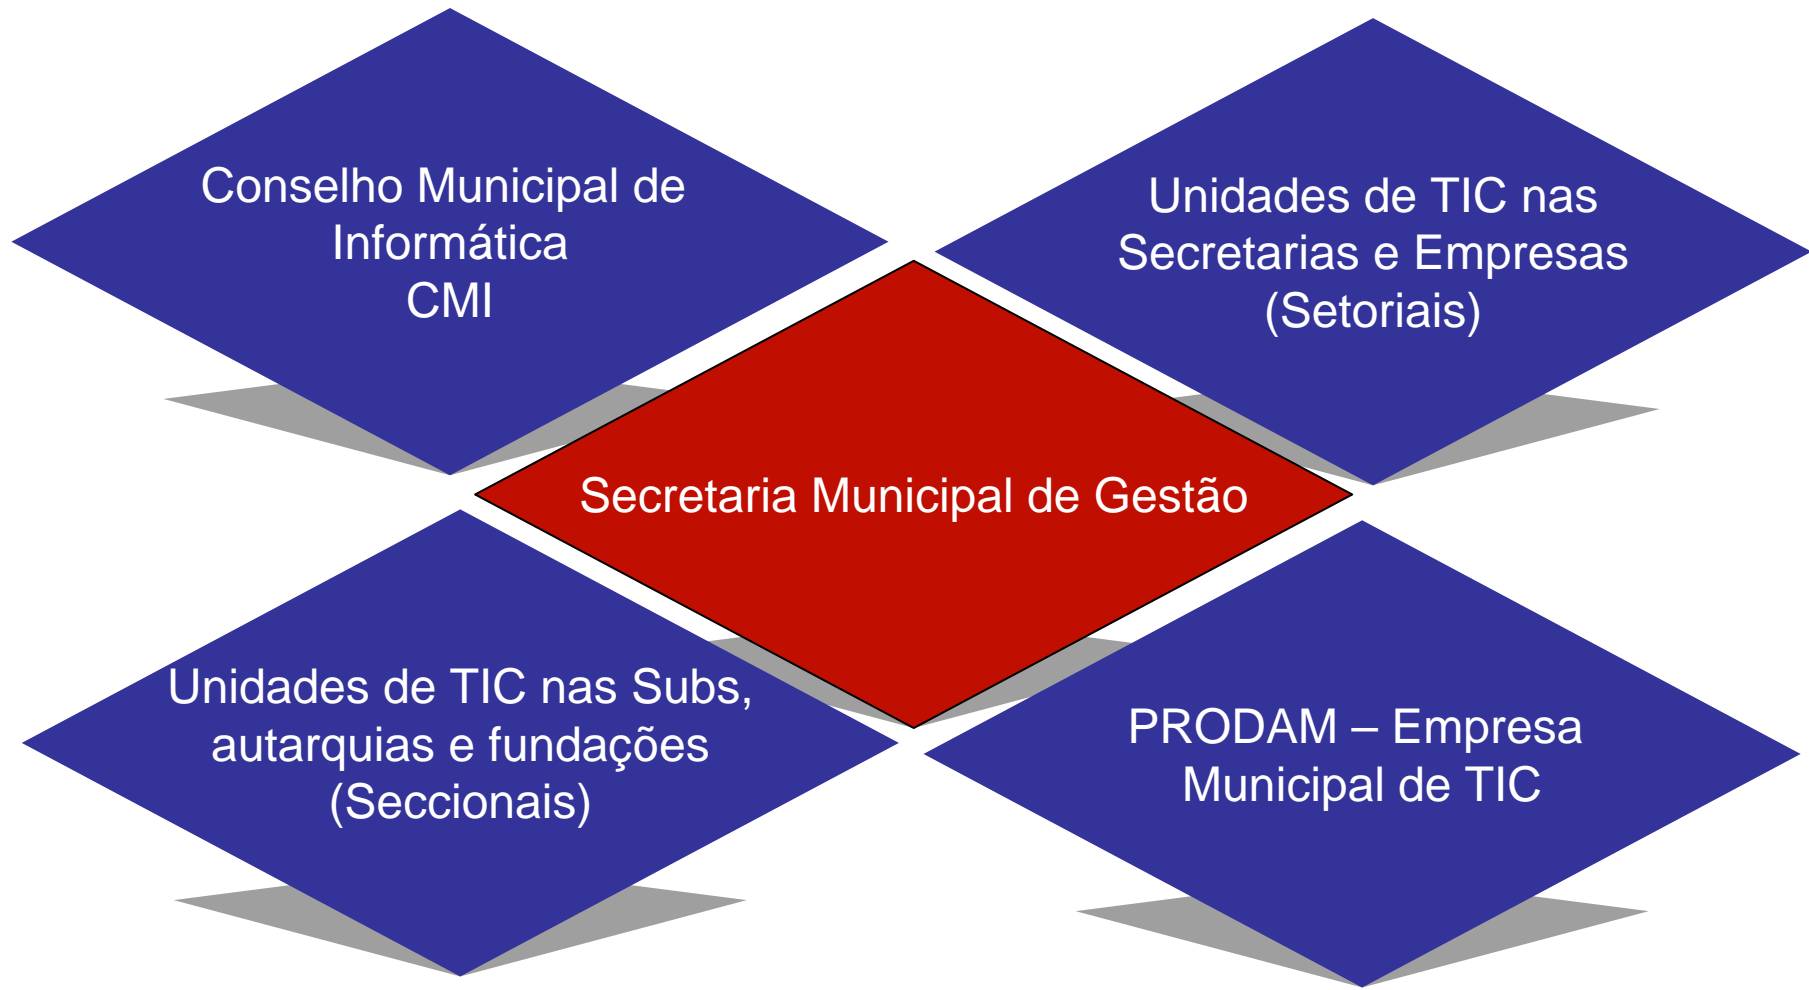 Conselho Municipal de
Informática
CMI
Unidades de TIC nas
Secretarias e Empresas
(Setoriais)
Secretaria Municipal de Gestão
Unidades de TIC nas Subs,
autarquias e fundações
(Seccionais)
PRODAM – Empresa
Municipal de TIC